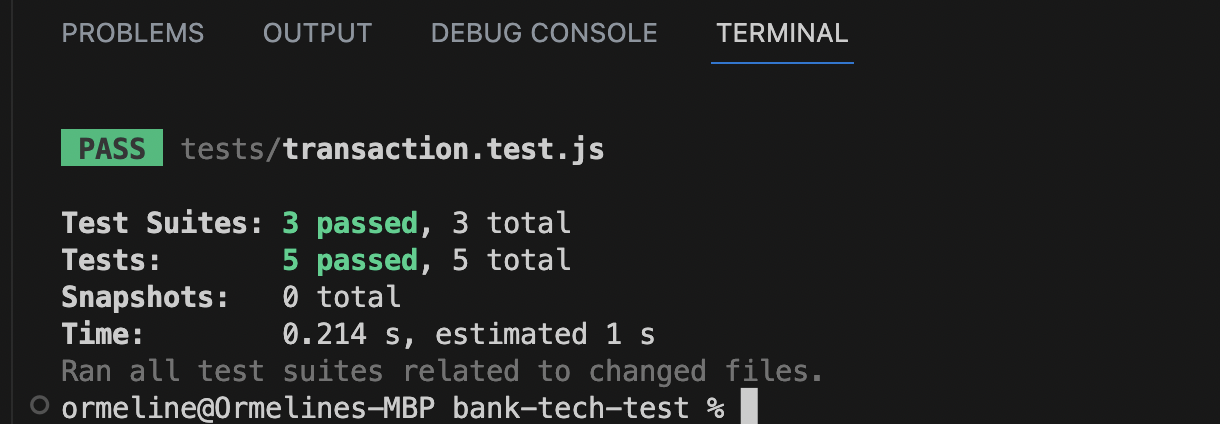 PROBLEMS OUTPUT DEBUG CONSOLE TERMINAL
PASS tests/transaction.test.js
Test Suites: 3 passed, 3 total
Tests: 5 passed, 5 total
Snapshots: 0 total
Time: 0.214 s, estimated 1 s
Ran all test suites related to changed files.
ormeline@Ormelines-MBP bank-tech-test %